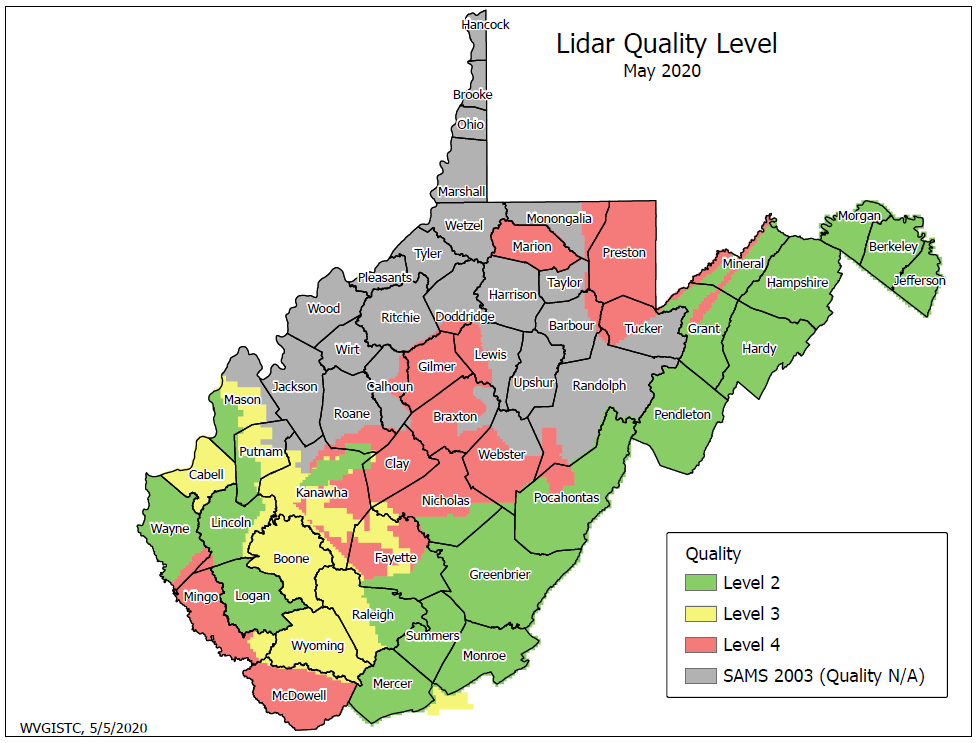 Lidar Quality Level
May 2020
Hancock
Brooke
Ohio
Marshall
Wetzel
Monongalia
Marion
Preston
Tyler
Pleasants
Taylor
Harrison
Wood
Ritchie
Doddridge
Barbour
Tucker
Mineral
Morgan
Berkeley
Jefferson
Hampshire
Grant
Hardy
Wirt
Lewis
Gilmer
Jackson
Calhoun
Upshur
Randolph
Mason
Roane
Braxton
Pendleton
Putnam
Webster
Clay
Cabell
Kanawha
Nicholas
Pocahontas
Wayne
Lincoln
Boone
Fayette
Greenbrier
Mingo
Logan
Raleigh
Summers
Wyoming
Monroe
Mercer
McDowell
Quality
Level 2
Level 3
Level 4
SAMS 2003 (Quality N/A)
WVGISTC, 5/5/2020